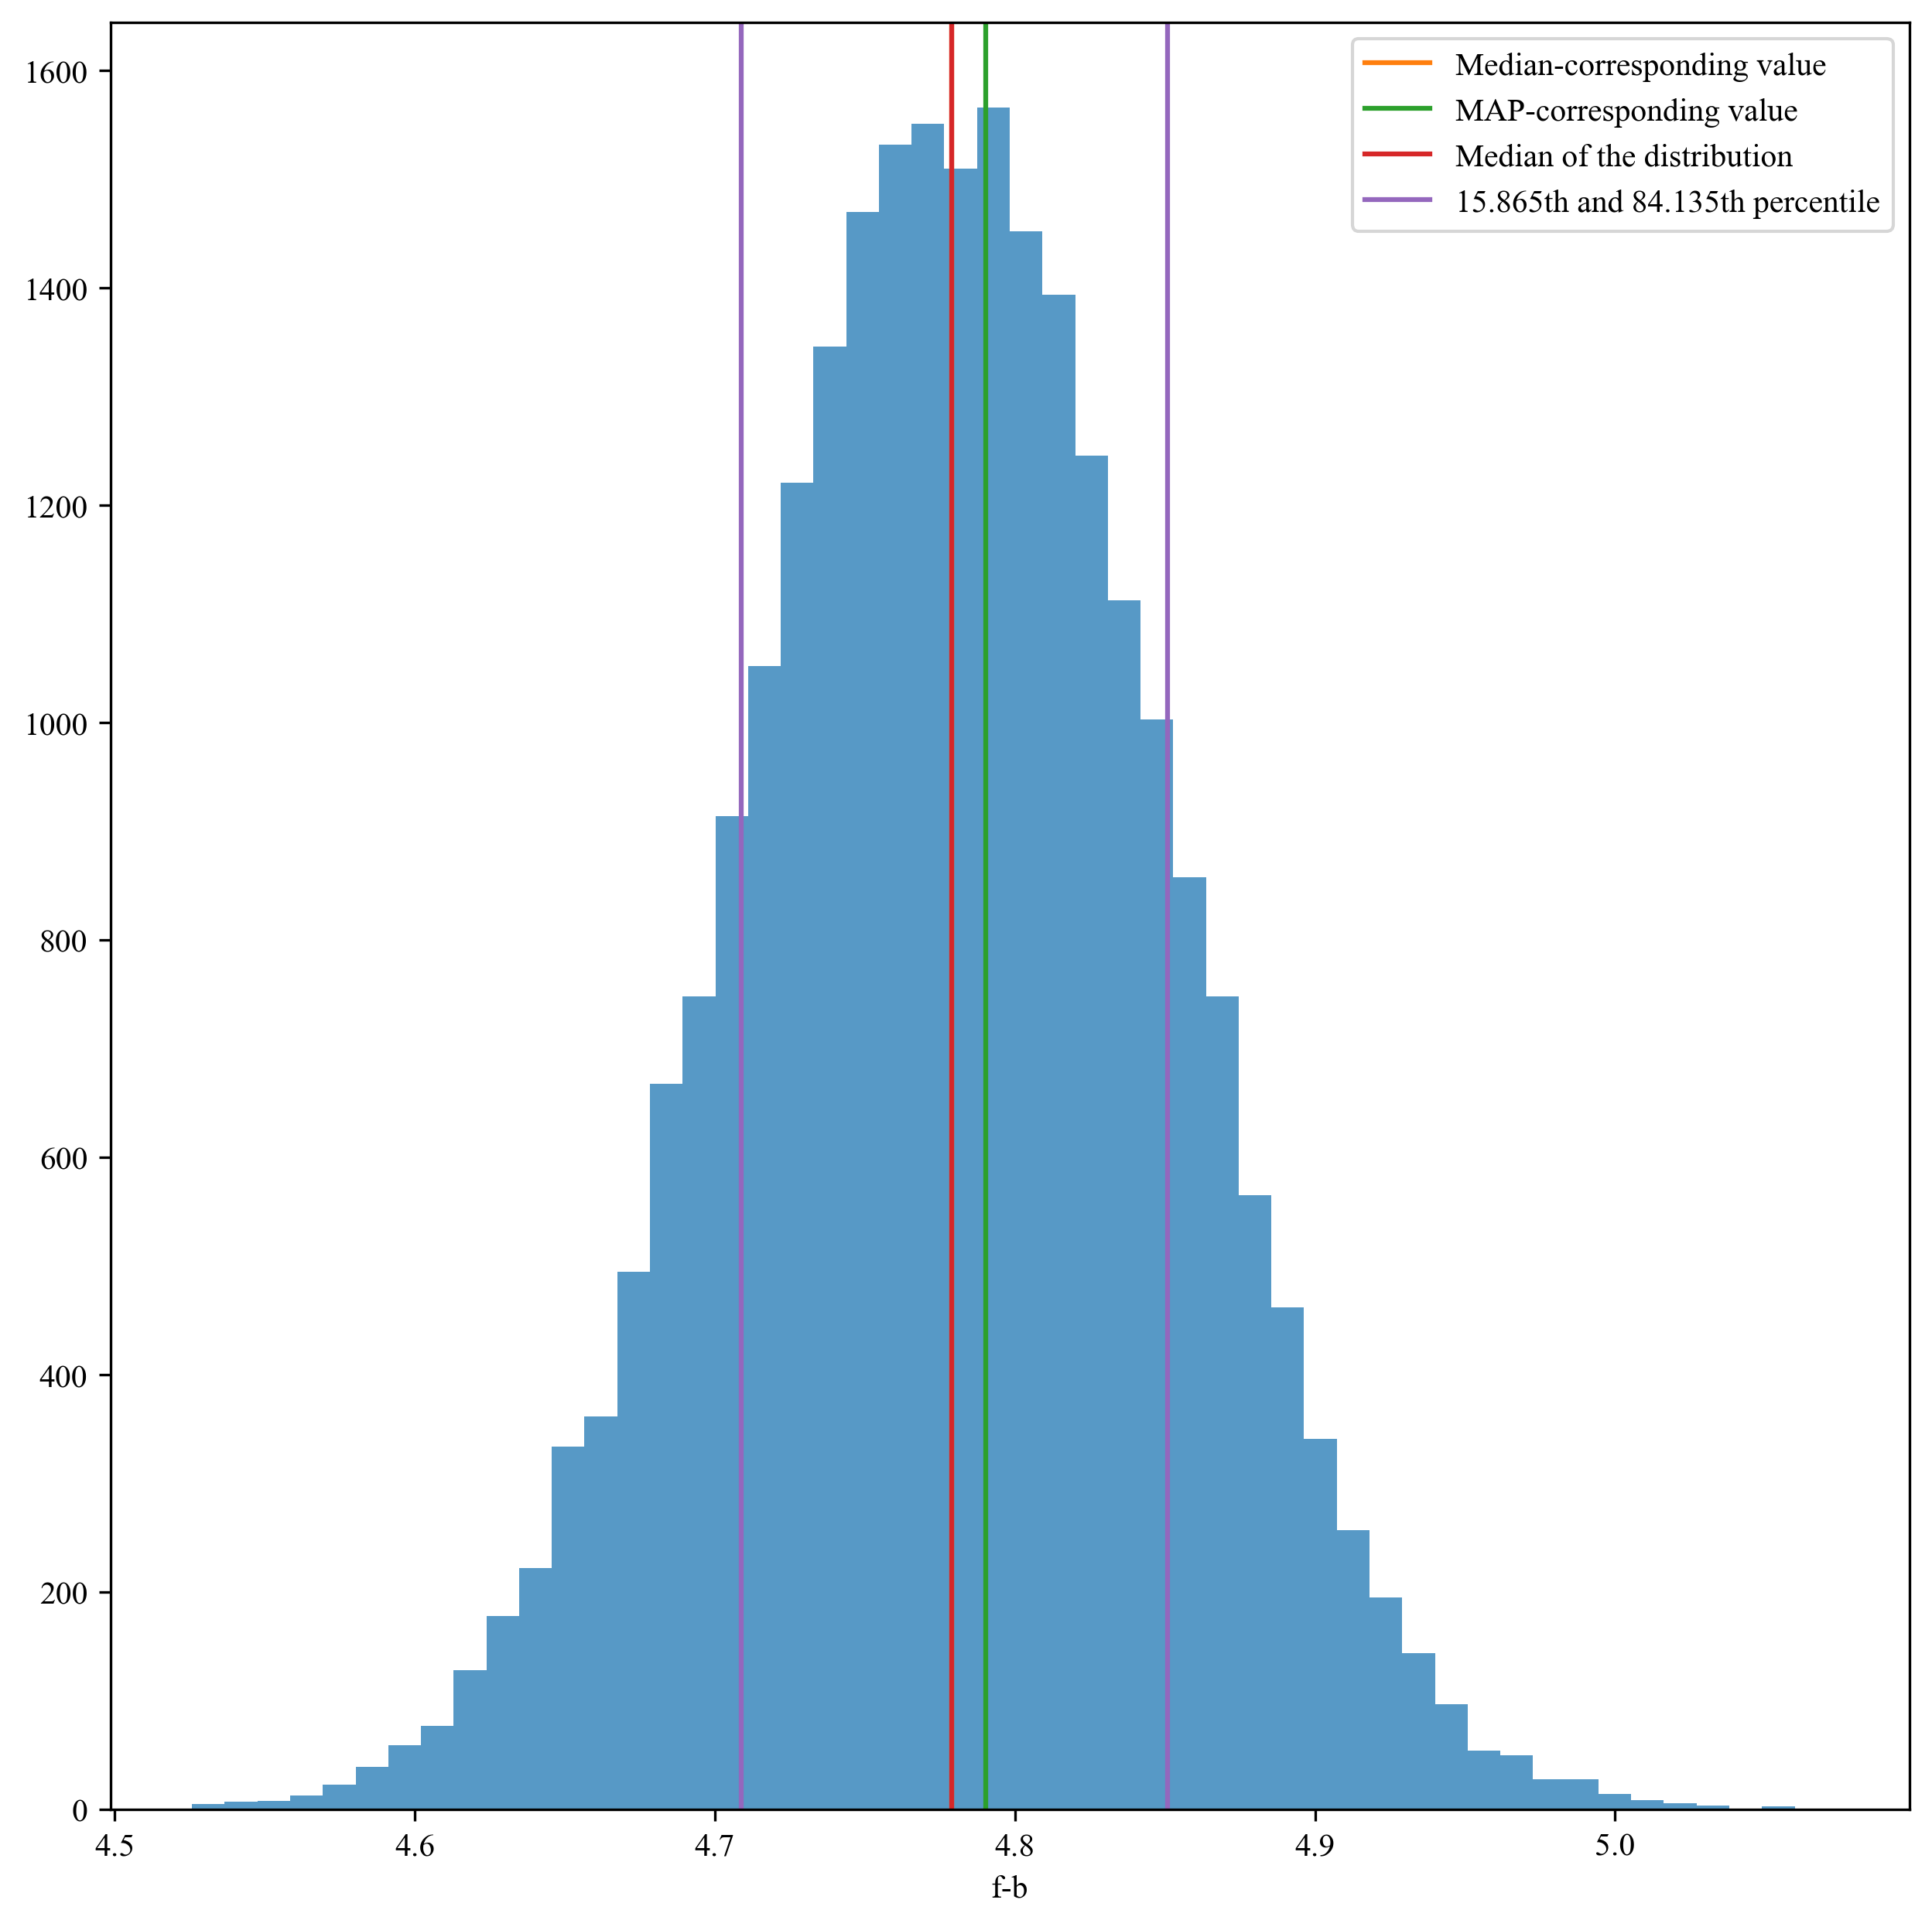 1600
1400
1200
1000
800
600
400
200
0
Median-corresponding value
MAP-corresponding value
Median of the distribution
15.865th and 84.135th percentile
4.5 4.6 4.7 4.8 4.9 5.0
f-b